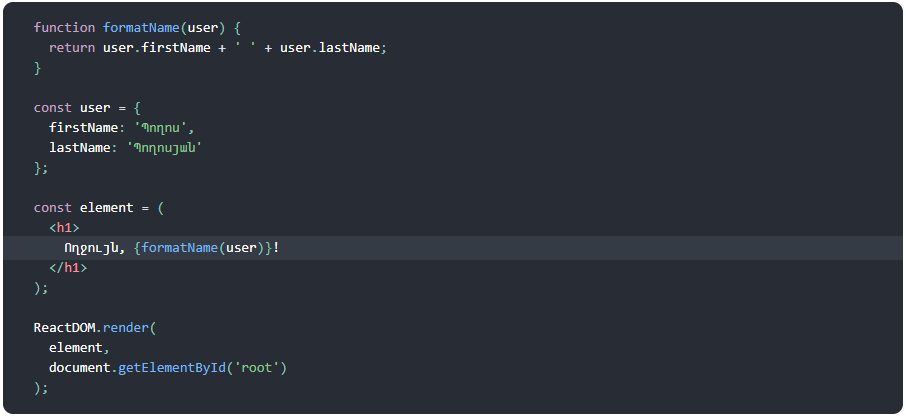 function formatName(user) {
  return user.firstName + ' ' + user.lastName;
}

const user = {
  firstName: 'Պողոս',
  lastName: 'Պողոսյան'
};

const element = (
  <h1>
    Ողջույն, {formatName(user)}!
  </h1>
);

ReactDOM.render(
  element,
  document.getElementById('root')
);